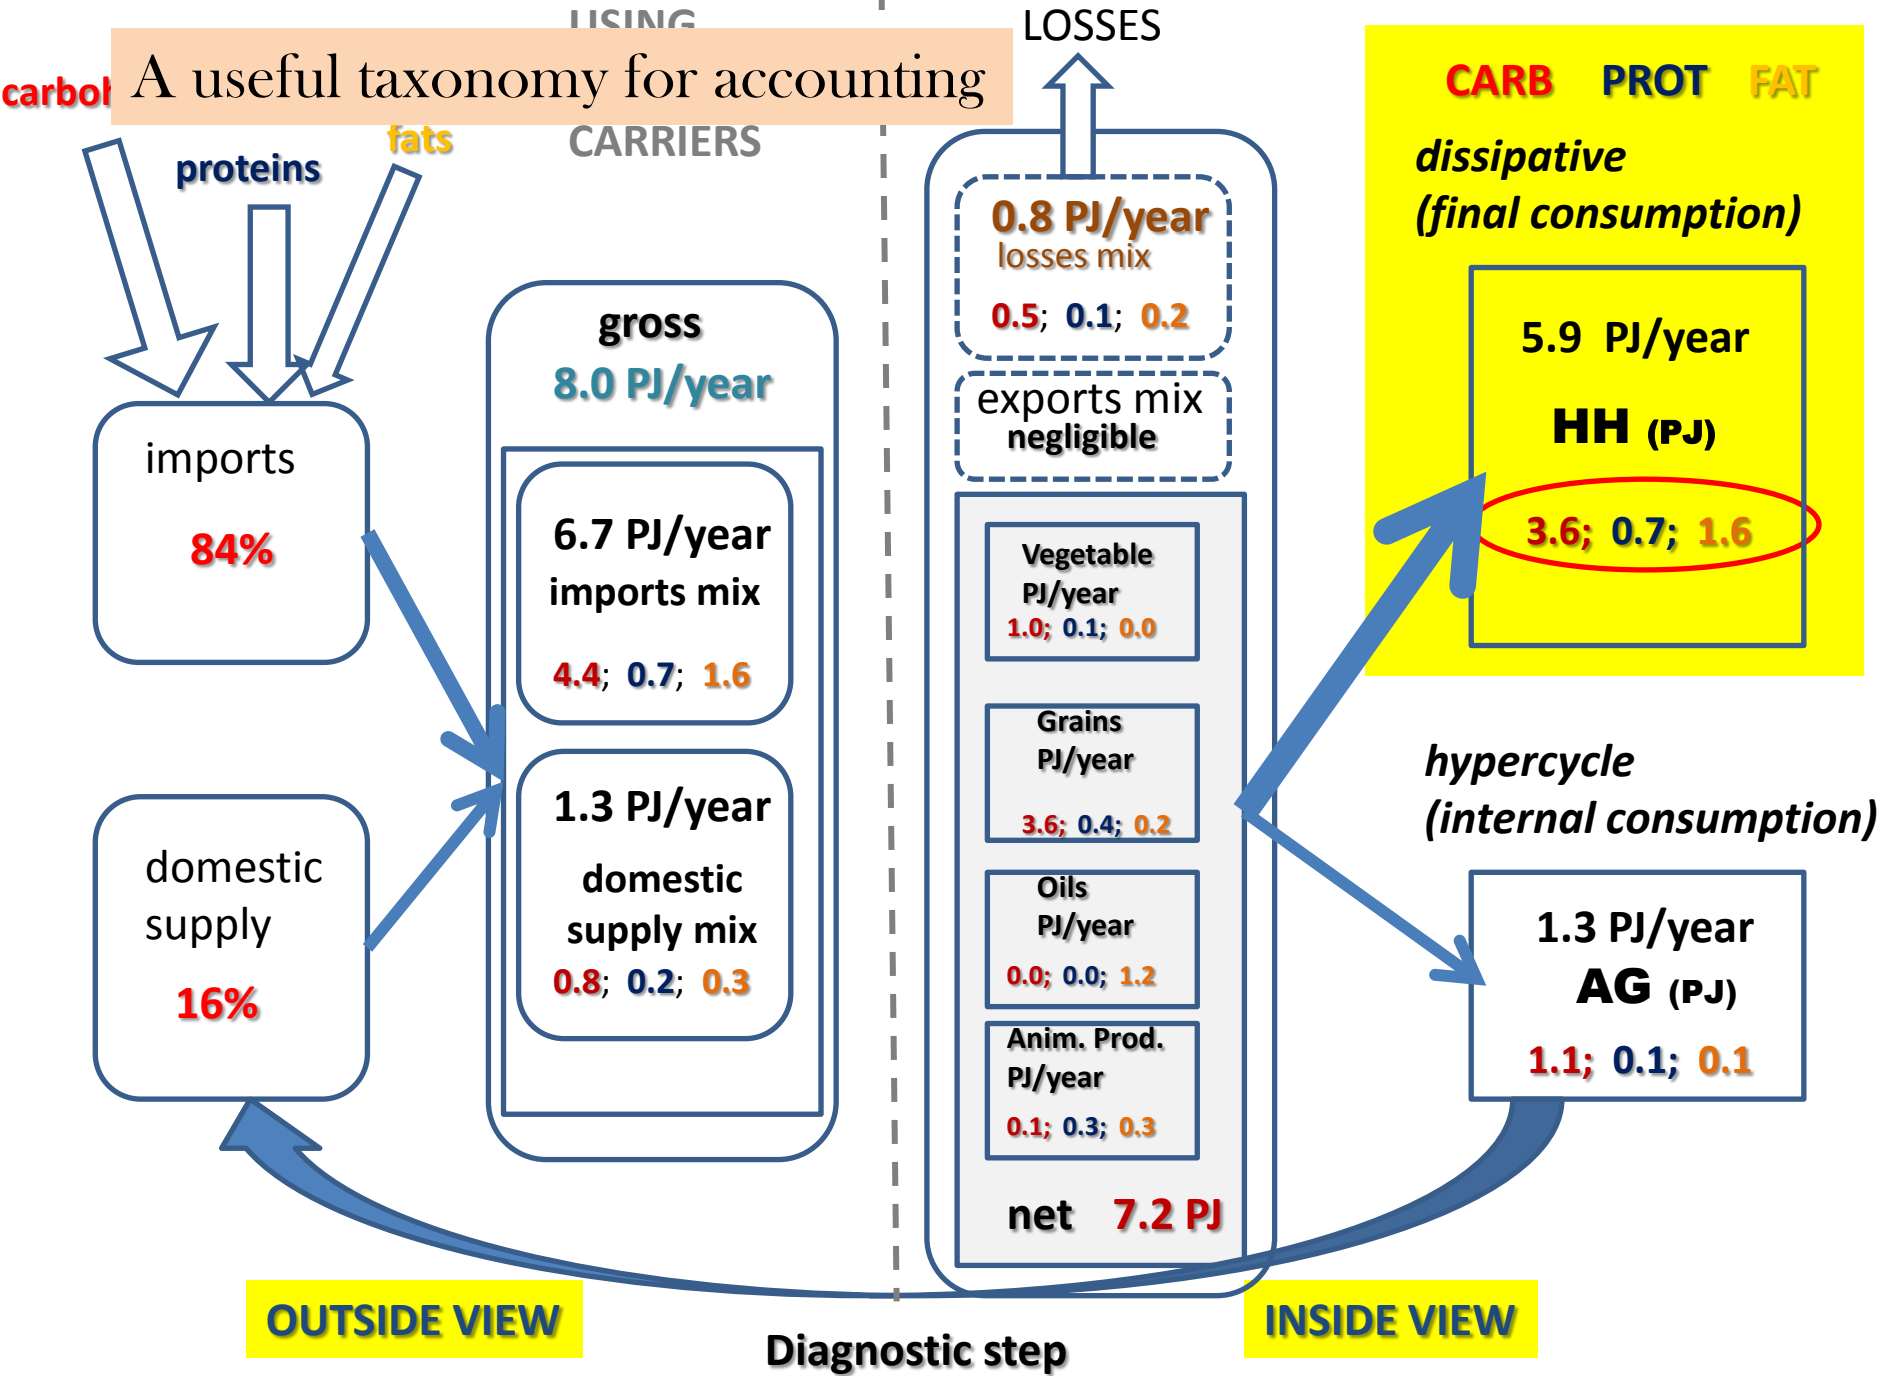 USING
A useful taxonomy for accounting
CARRIERS
proteins
fats
imports
84%
domestic
supply
16%
gross
8.0 PJ/year
6.7 PJ/year
imports mix
4.4; 0.7; 1.6
1.3 PJ/year
domestic
supply mix
0.8; 0.2; 0.3
LOSSES
0.8 PJ/year
losses mix
0.5; 0.1; 0.2
exports mix
negligible
Vegetable
PJ/year
1.0; 0.1; 0.0
Grains
PJ/year
3.6; 0.4; 0.2
Oils
PJ/year
0.0; 0.0; 1.2
Anim. Prod.
PJ/year
0.1; 0.3; 0.3
net 7.2 PJ
CARB PROT FAT
dissipative
(final consumption)
5.9 PJ/year
HH (PJ)
3.6; 0.7; 1.6
hypercycle
(internal consumption)
1.3 PJ/year
AG (PJ)
1.1; 0.1; 0.1
OUTSIDE VIEW
INSIDE VIEW
Diagnostic step